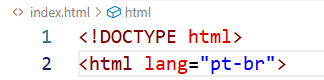 index.html > html
1 <!DOCTYPE html>
2 <html lang="pt-br">